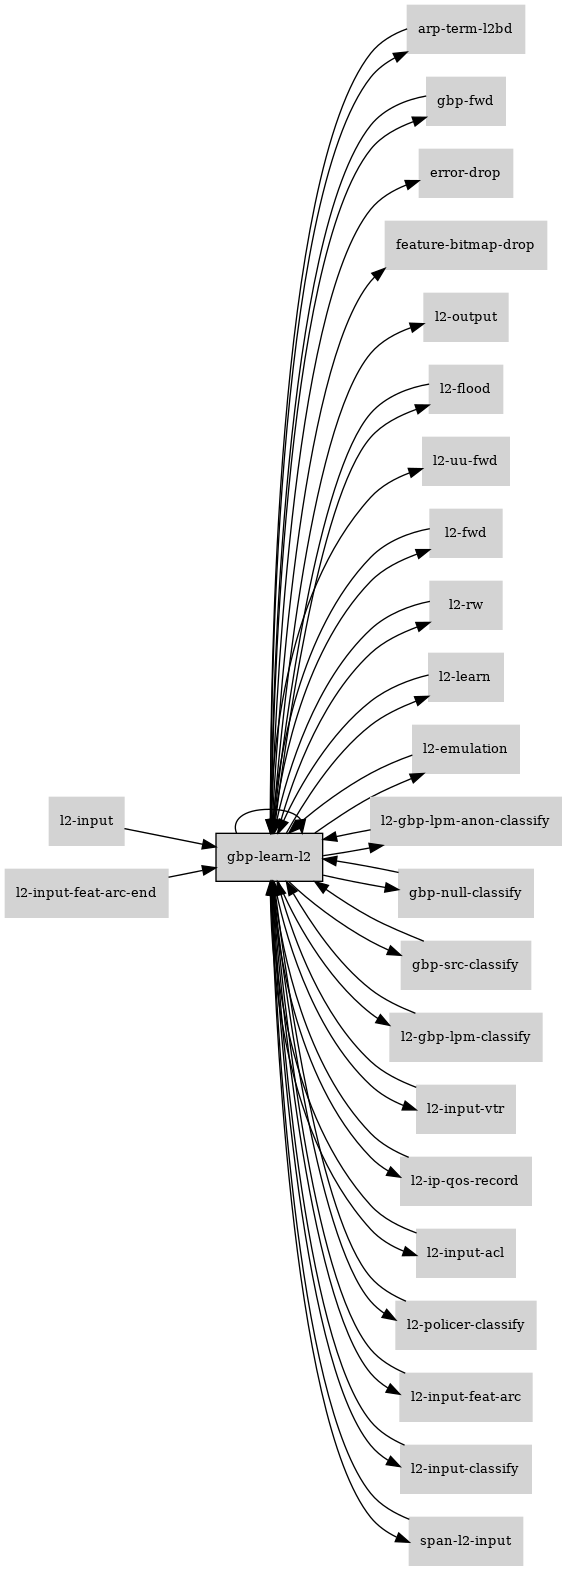 arp-term-l2bd
gbp-fwd
error-drop
feature-bitmap-drop
l2-output
l2-flood
l2-uu-fwd
l2-fwd
l2-rw
l2-learn
l2-emulation
l2-input
l2-gbp-lpm-anon-classify
gbp-learn-l2
l2-input-feat-arc-end
gbp-null-classify
gbp-src-classify
l2-gbp-lpm-classify
l2-input-vtr
l2-ip-qos-record
l2-input-acl
l2-policer-classify
l2-input-feat-arc
l2-input-classify
span-l2-input